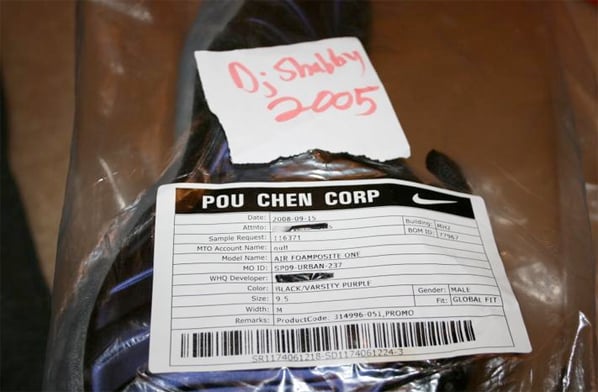 Dj Shabby
2005
POU CHEN CORP
Date: 2008-09-15
Attnto:
Building: MH2
Sample Request: 116371
BOM ID: 77967
MTO Account Name: null
Model Name: AIR FOAMPOSITE ONE
MO ID: SP09-URBAN-237
WHQ Developer:
Color: BLACK/VARSITY PURPLE
Gender: MALE
Size: 9.5
Fit: GLOBAL FIT
Width: M
Remarks: ProductCode: 314996-051,PROMO
SR1174061218-SO1174061224-3